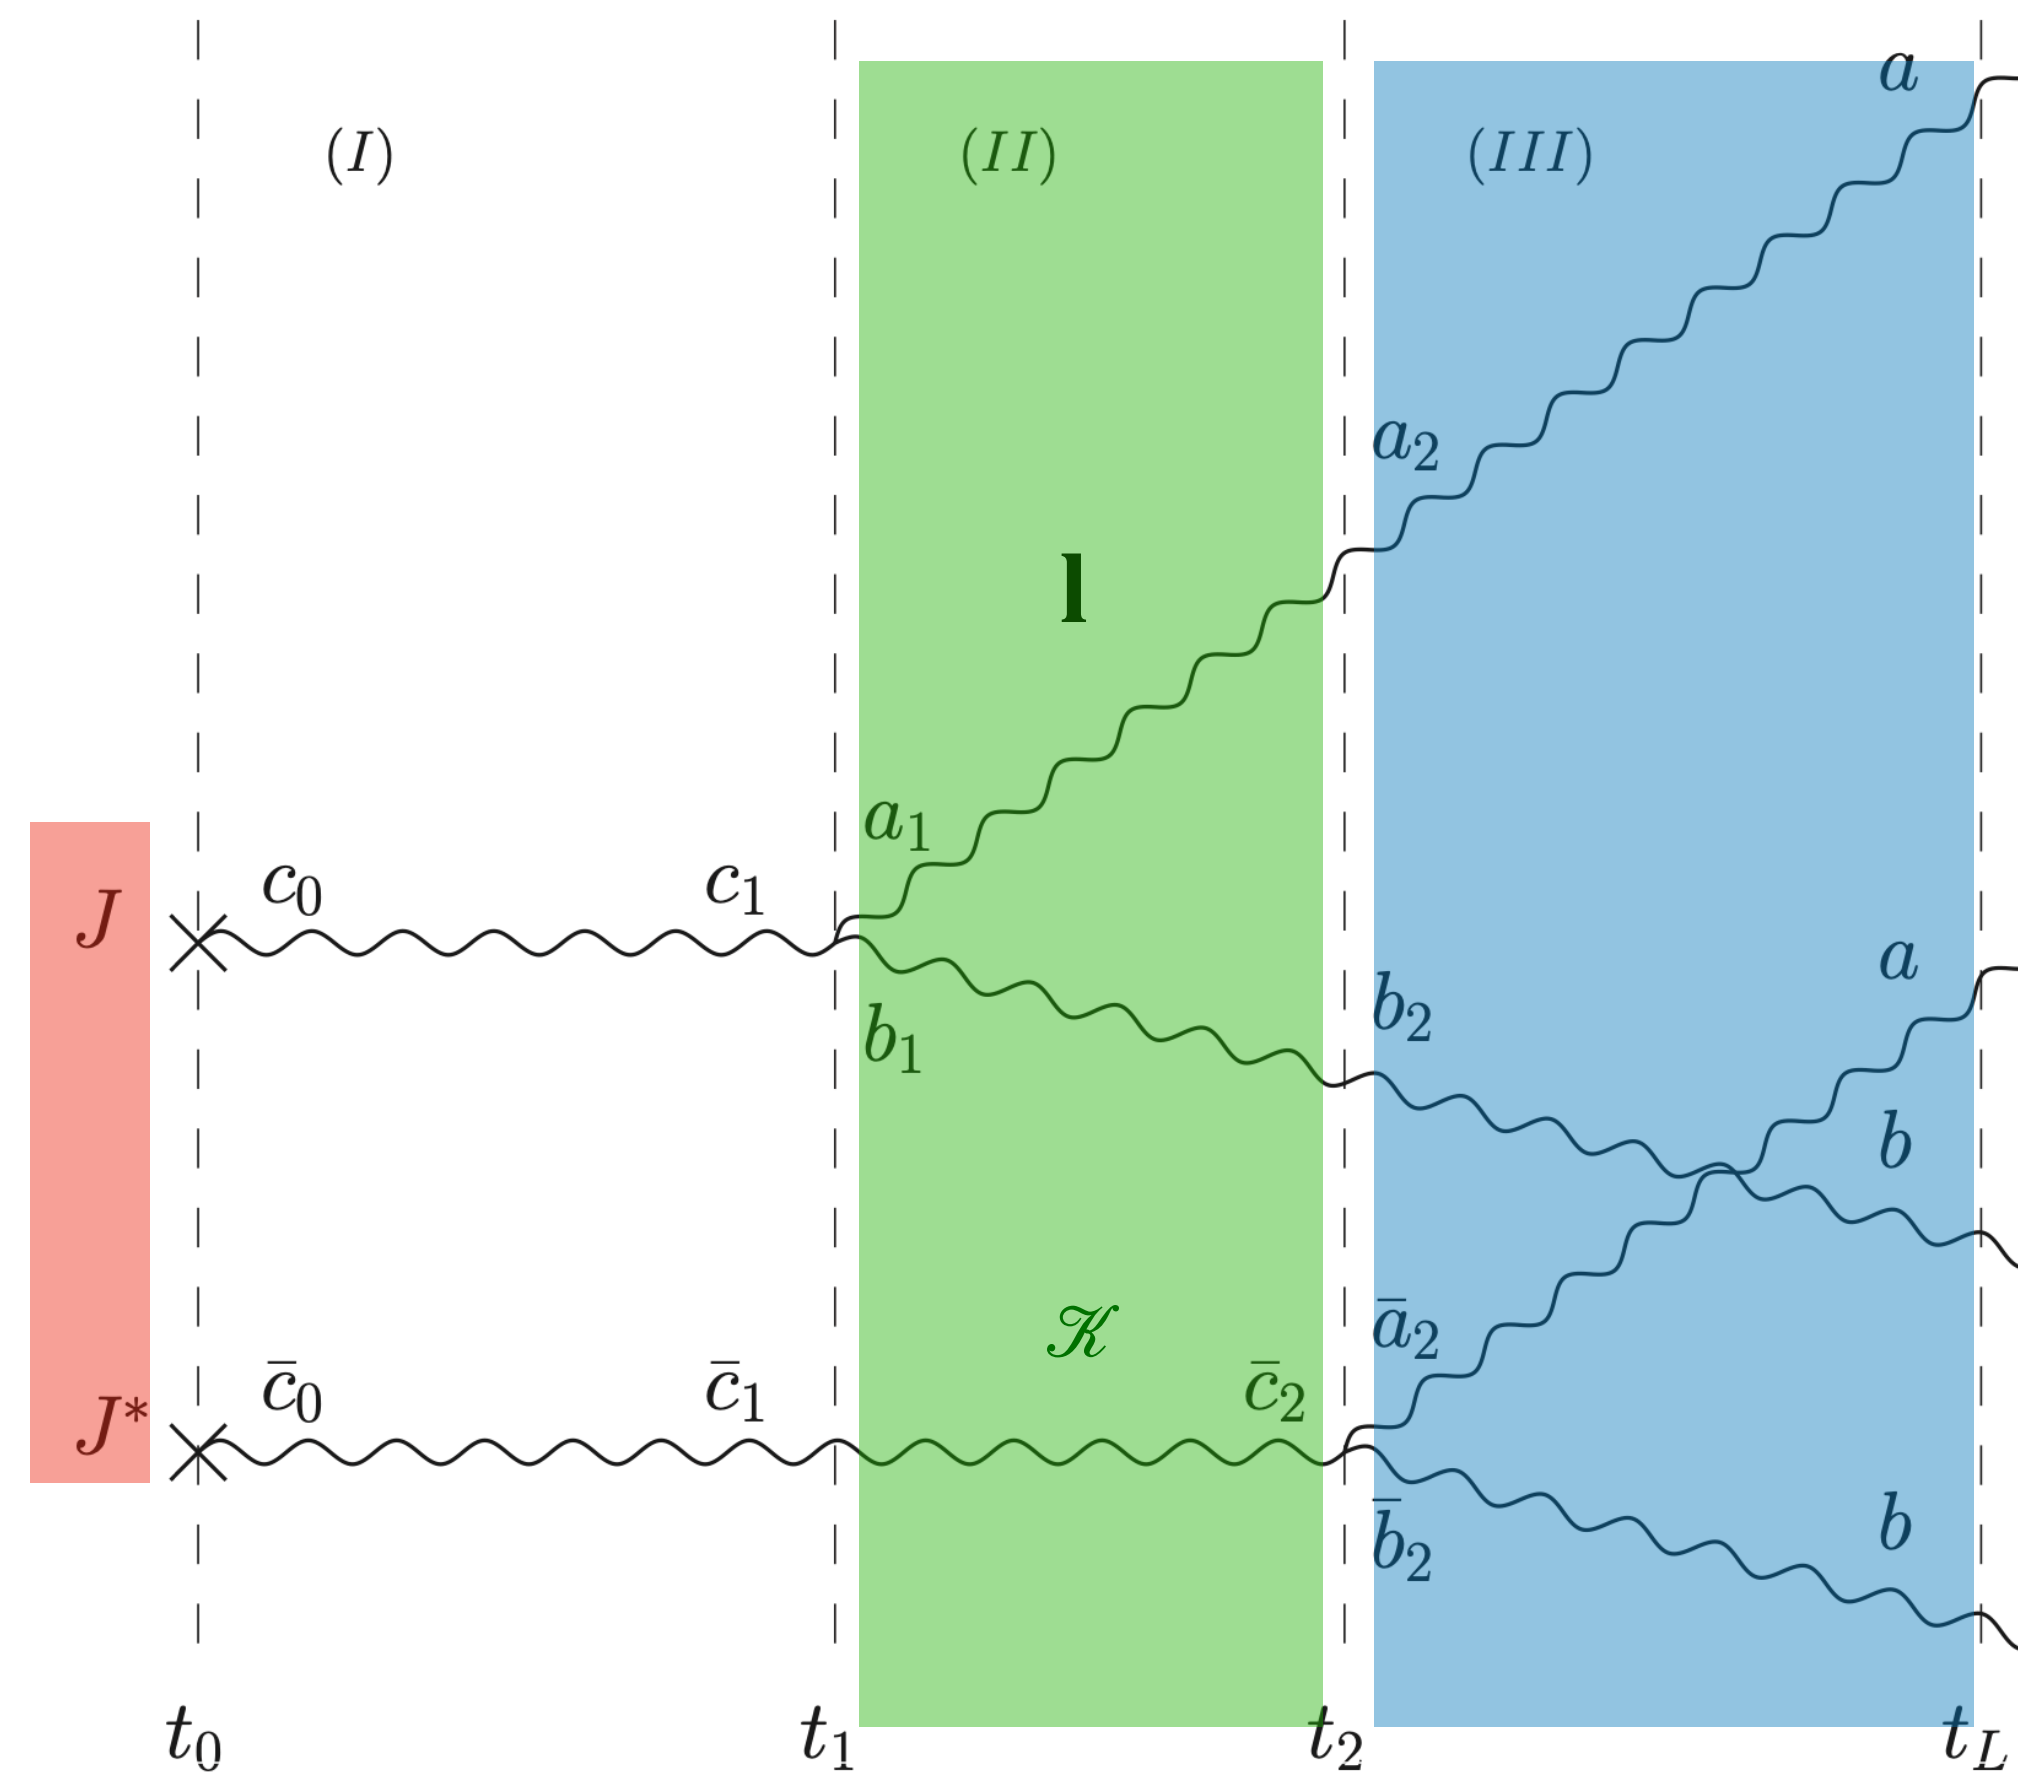 a
(I) (II) (III)
a₂
l
a₁
J c₀ c₁
a
b₂
b₁
b
𝒦
ā₂
J* c̄₀ c̄₁ c̄₂
b
b̄₂
t₀ t₁ t₂ t_L